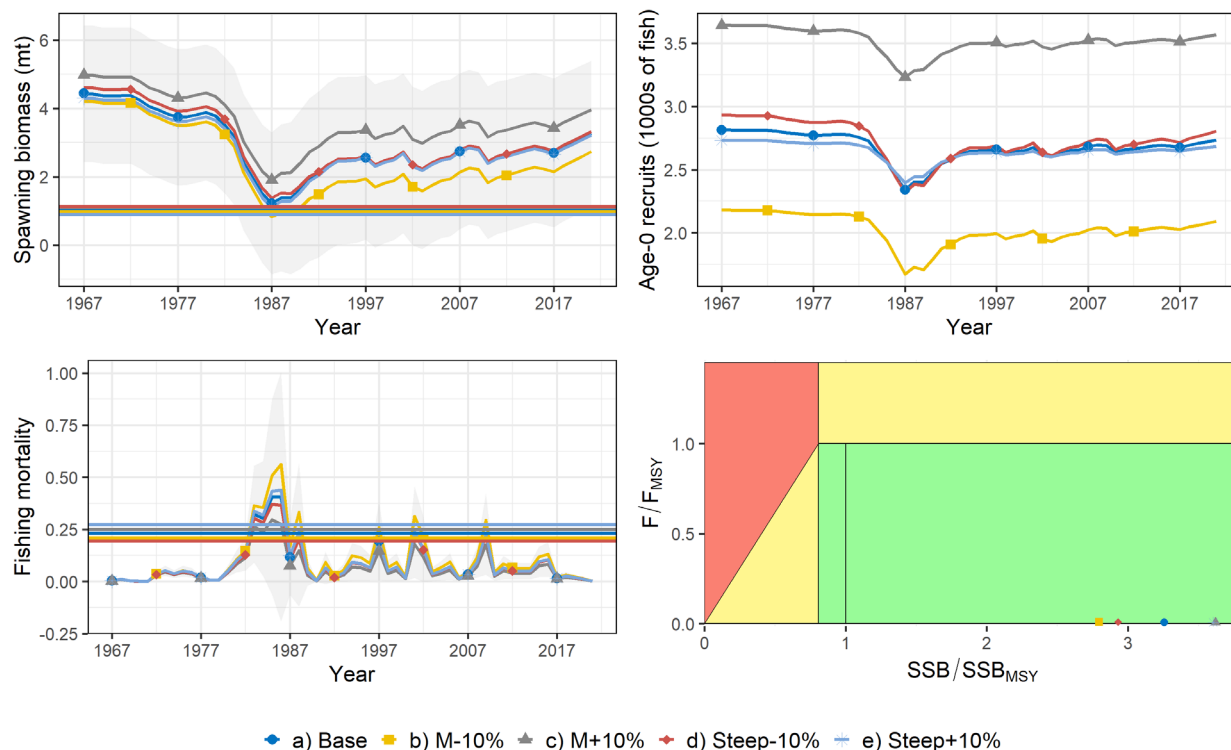 Spawning biomass (mt)
6
4
2
0
1967 1977 1987 1997 2007 2017
Year
Age-0 recruits (1000s of fish)
3.5
3.0
2.5
2.0
1967 1977 1987 1997 2007 2017
Year
Fishing mortality
1.00
0.75
0.50
0.25
0.00
-0.25
1967 1977 1987 1997 2007 2017
Year
F/FMSY
1.0
0.5
0.0
0 1 2 3
SSB/SSBMSY
a) Base b) M-10% c) M+10% d) Steep-10% e) Steep+10%